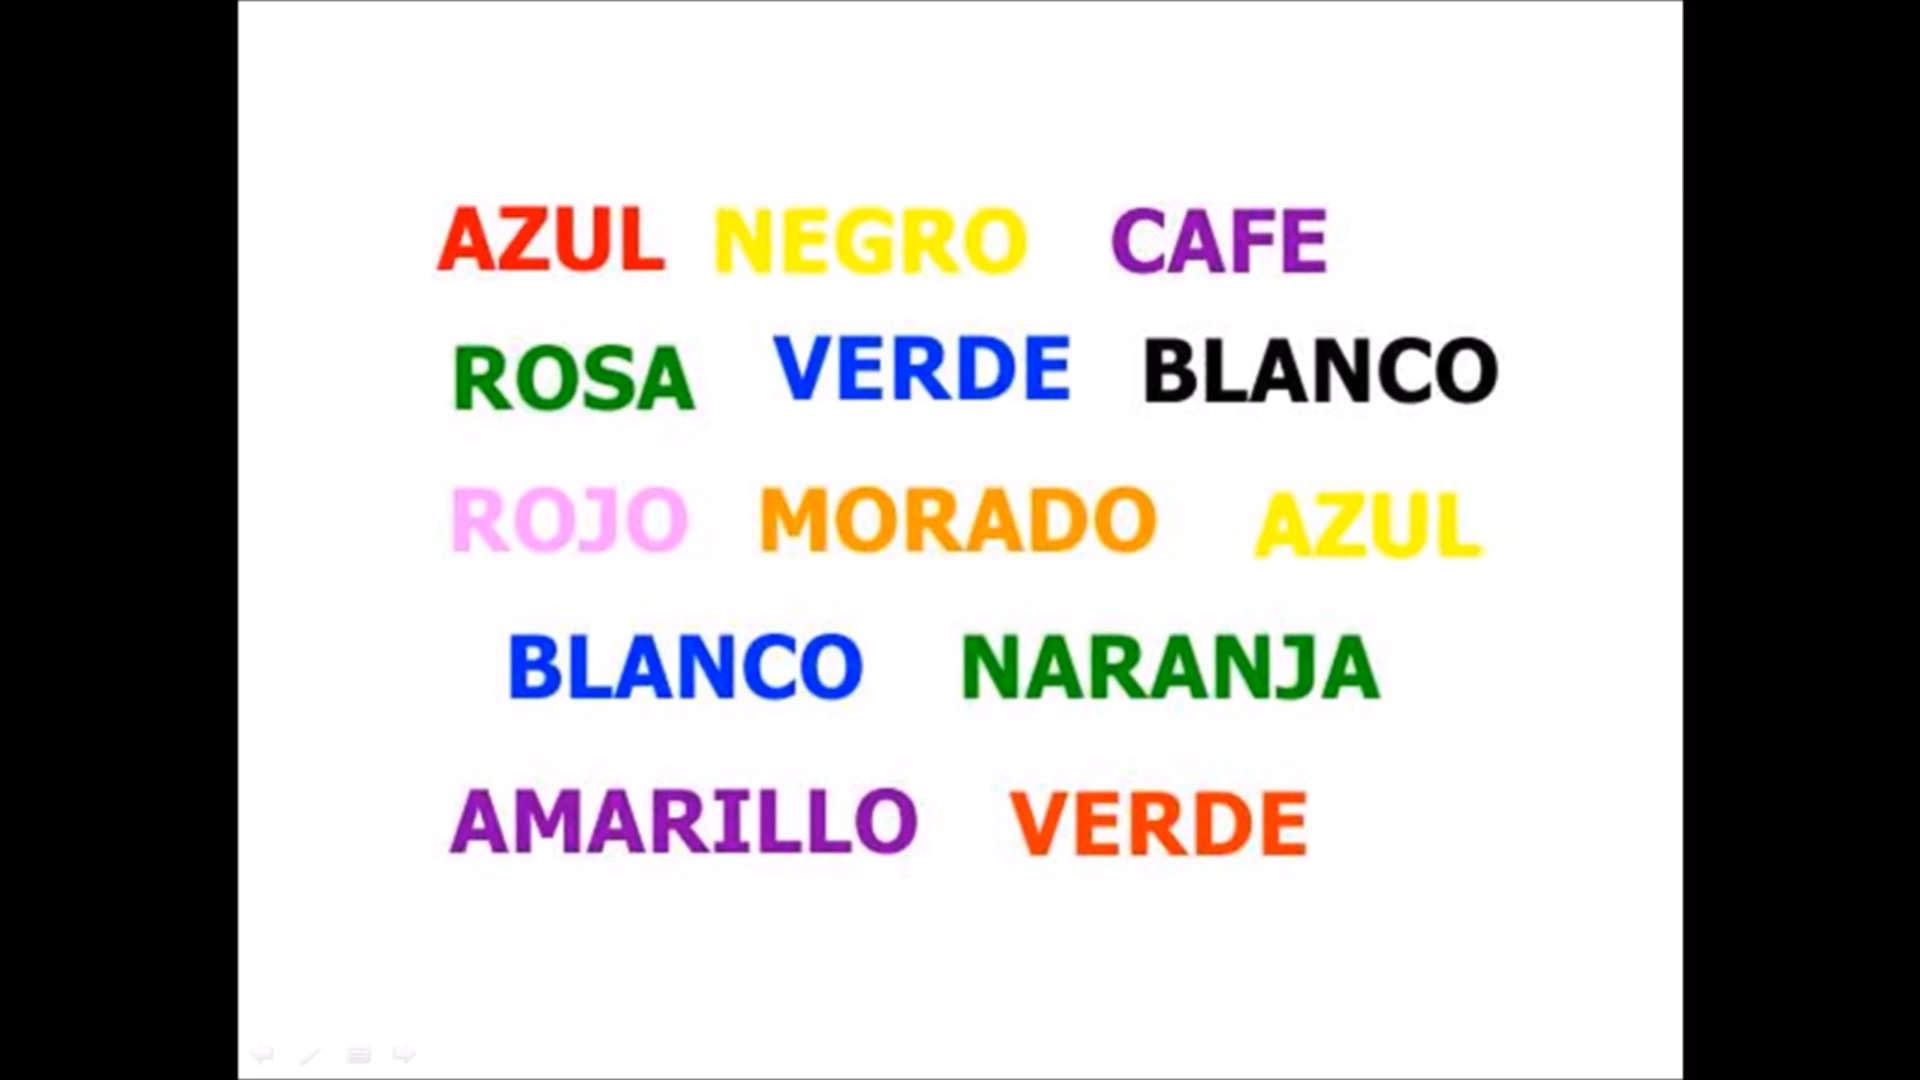 AZUL NEGRO CAFE
ROSA VERDE BLANCO
ROJO MORADO AZUL
BLANCO NARANJA
AMARILLO VERDE